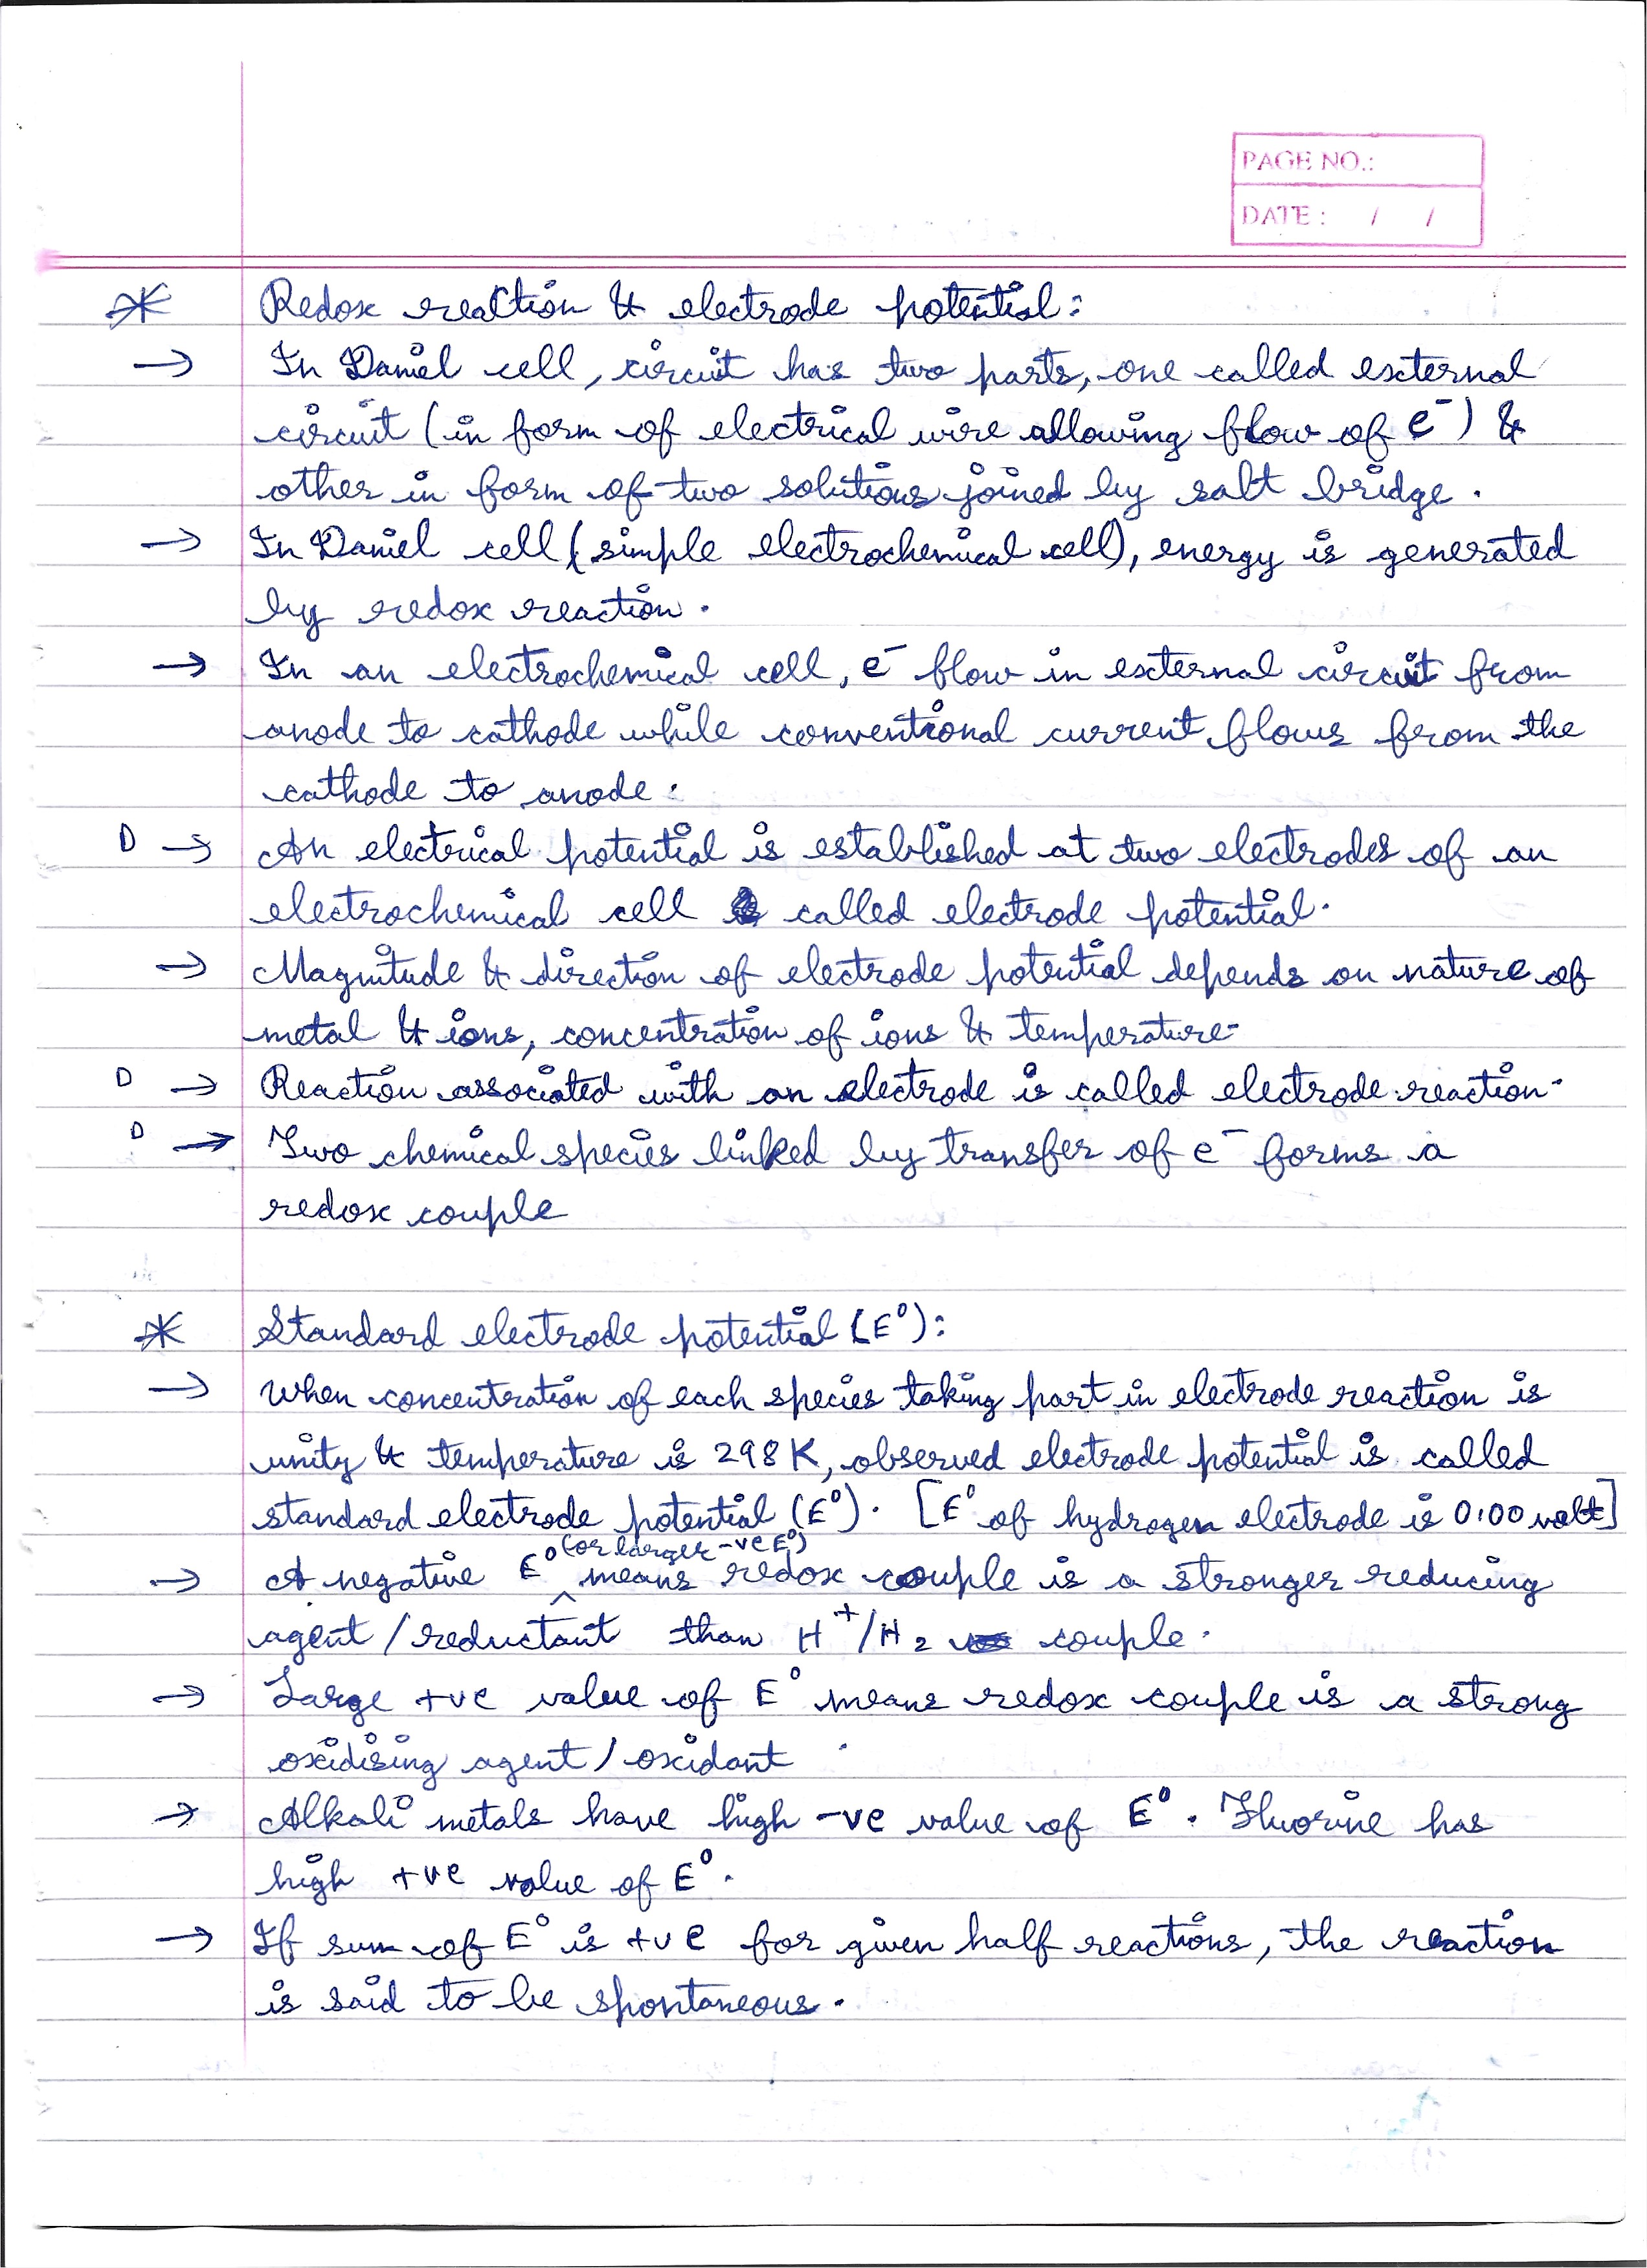 PAGE NO.:
DATE : / /
* Redox reaction & electrode potential:
→ In Daniel cell, circuit has two parts, one called external
circuit (in form of electrical wire allowing flow of e⁻) &
other in form of two solutions joined by salt bridge.
→ In Daniel cell (simple electrochemical cell), energy is generated
by redox reaction.
→ In an electrochemical cell, e⁻ flow in external circuit from
anode to cathode while conventional current flows from the
cathode to anode.
D → An electrical potential is established at two electrodes of an
electrochemical cell called electrode potential.
→ Magnitude & direction of electrode potential depends on nature of
metal & ions, concentration of ions & temperature.
D → Reaction associated with an electrode is called electrode reaction.
D → Two chemical species linked by transfer of e⁻ forms a
redox couple
* Standard electrode potential (E⁰):
→ When concentration of each species taking part in electrode reaction is
unity & temperature is 298 K, observed electrode potential is called
standard electrode potential (E⁰). [E⁰ of hydrogen electrode is 0.00 volt]
(or larger -ve E⁰)
→ A negative E⁰ ^ means redox couple is a stronger reducing
agent / reductant than H⁺/H₂ couple.
→ Large +ve value of E⁰ means redox couple is a strong
oxidising agent / oxidant
→ Alkali metals have high -ve value of E⁰. Fluorine has
high +ve value of E⁰.
→ If sum of E⁰ is +ve for given half reactions, the reaction
is said to be spontaneous.